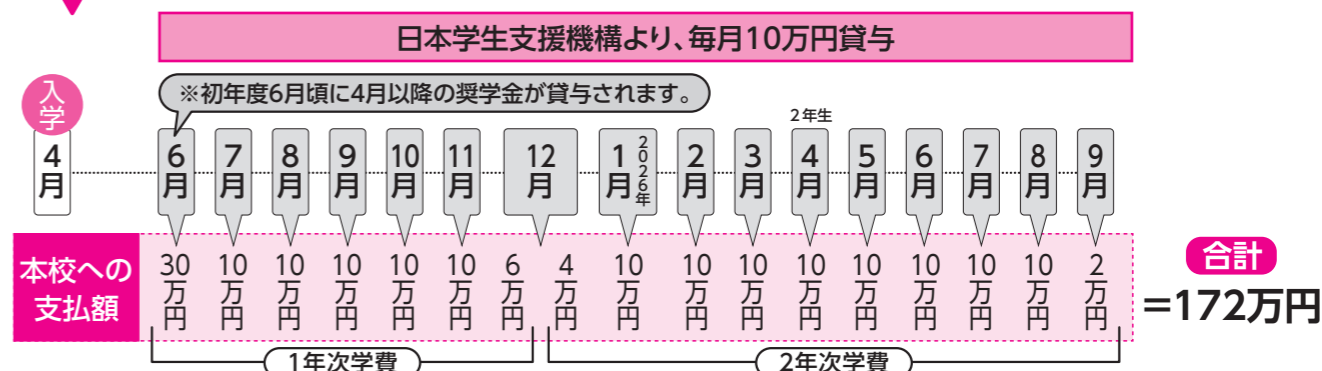 日本学生支援機構より、毎月10万円貸与
入学
※初年度6月頃に4月以降の奨学金が貸与されます。
2年生
4月
6月
7月
8月
9月
10月
11月
12月
1月
2026年
2月
3月
4月
5月
6月
7月
8月
9月
本校への
支払額
30万円
10万円
10万円
10万円
10万円
10万円
6万円
4万円
10万円
10万円
10万円
10万円
10万円
10万円
10万円
10万円
2万円
合計
=172万円
1年次学費
2年次学費